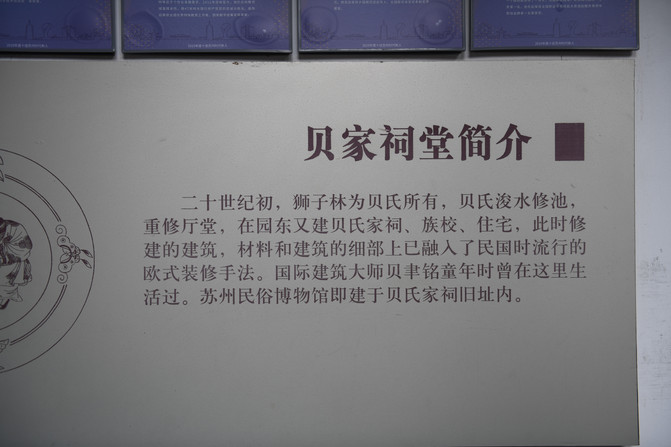 贝家祠堂简介
二十世纪初，狮子林为贝氏所有，贝氏浚水修池，
重修厅堂，在园东又建贝氏家祠、族校、住宅，此时修
建的建筑，材料和建筑的细部上已融入了民国时流行的
欧式装修手法。国际建筑大师贝聿铭童年时曾在这里生
活过。苏州民俗博物馆即建于贝氏家祠旧址内。